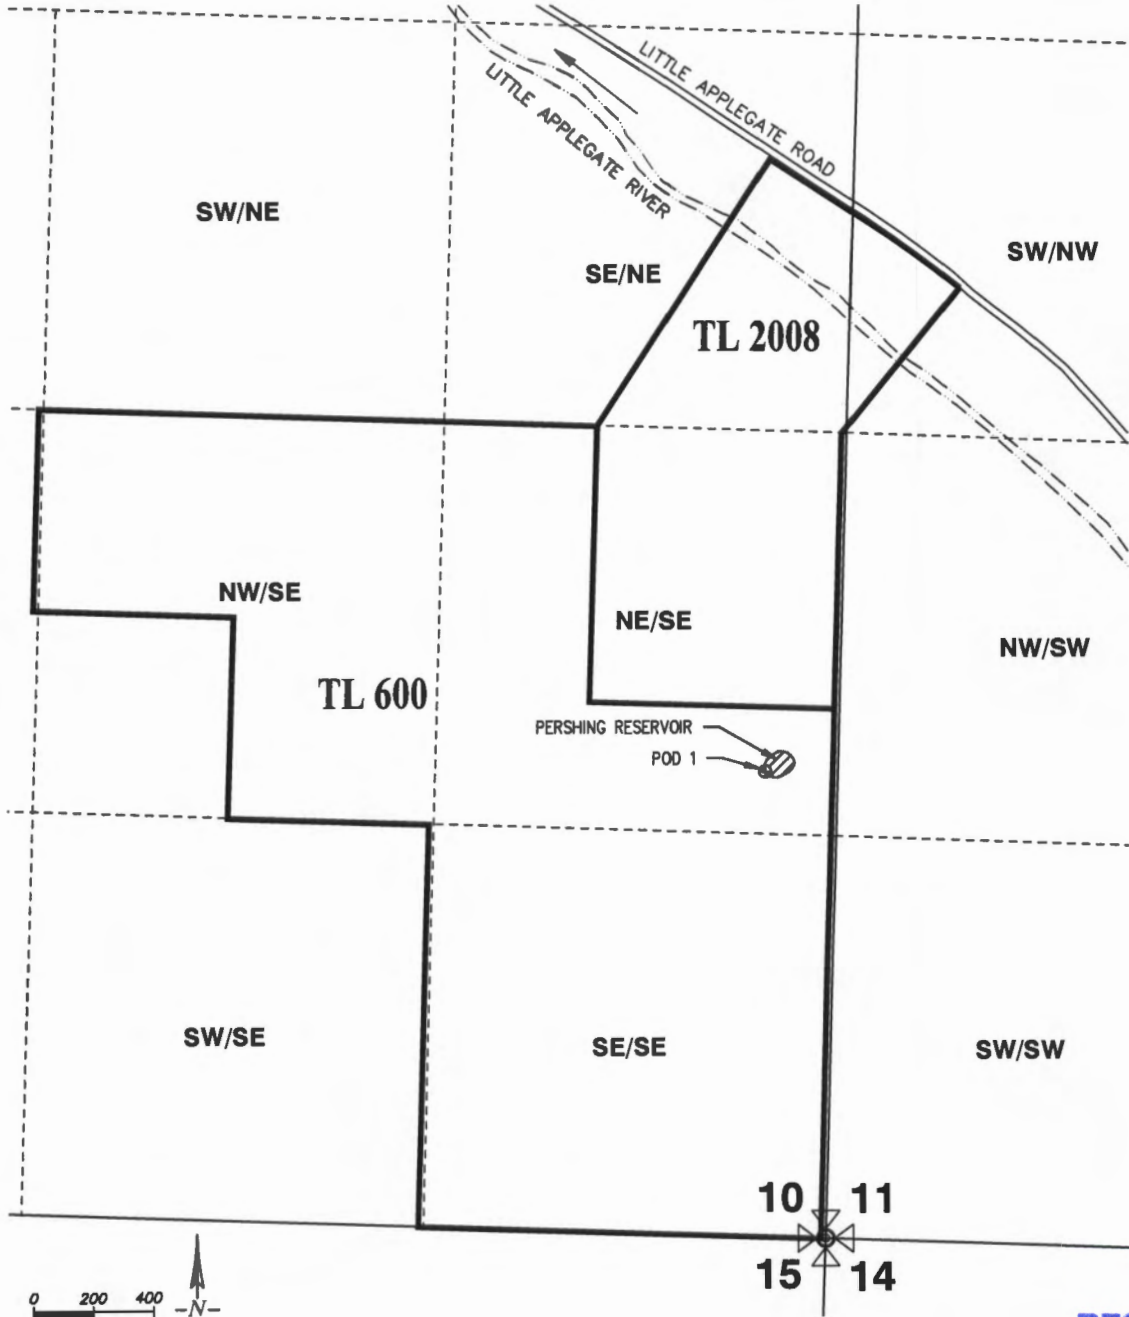 LITTLE APPLEGATE ROAD
LITTLE APPLEGATE RIVER
SW/NE
SE/NE
SW/NW
TL 2008
NW/SE
NE/SE
NW/SW
TL 600
PERSHING RESERVOIR
POD 1
SW/SE
SE/SE
SW/SW
10 11
15 14
0 200 400
-N-